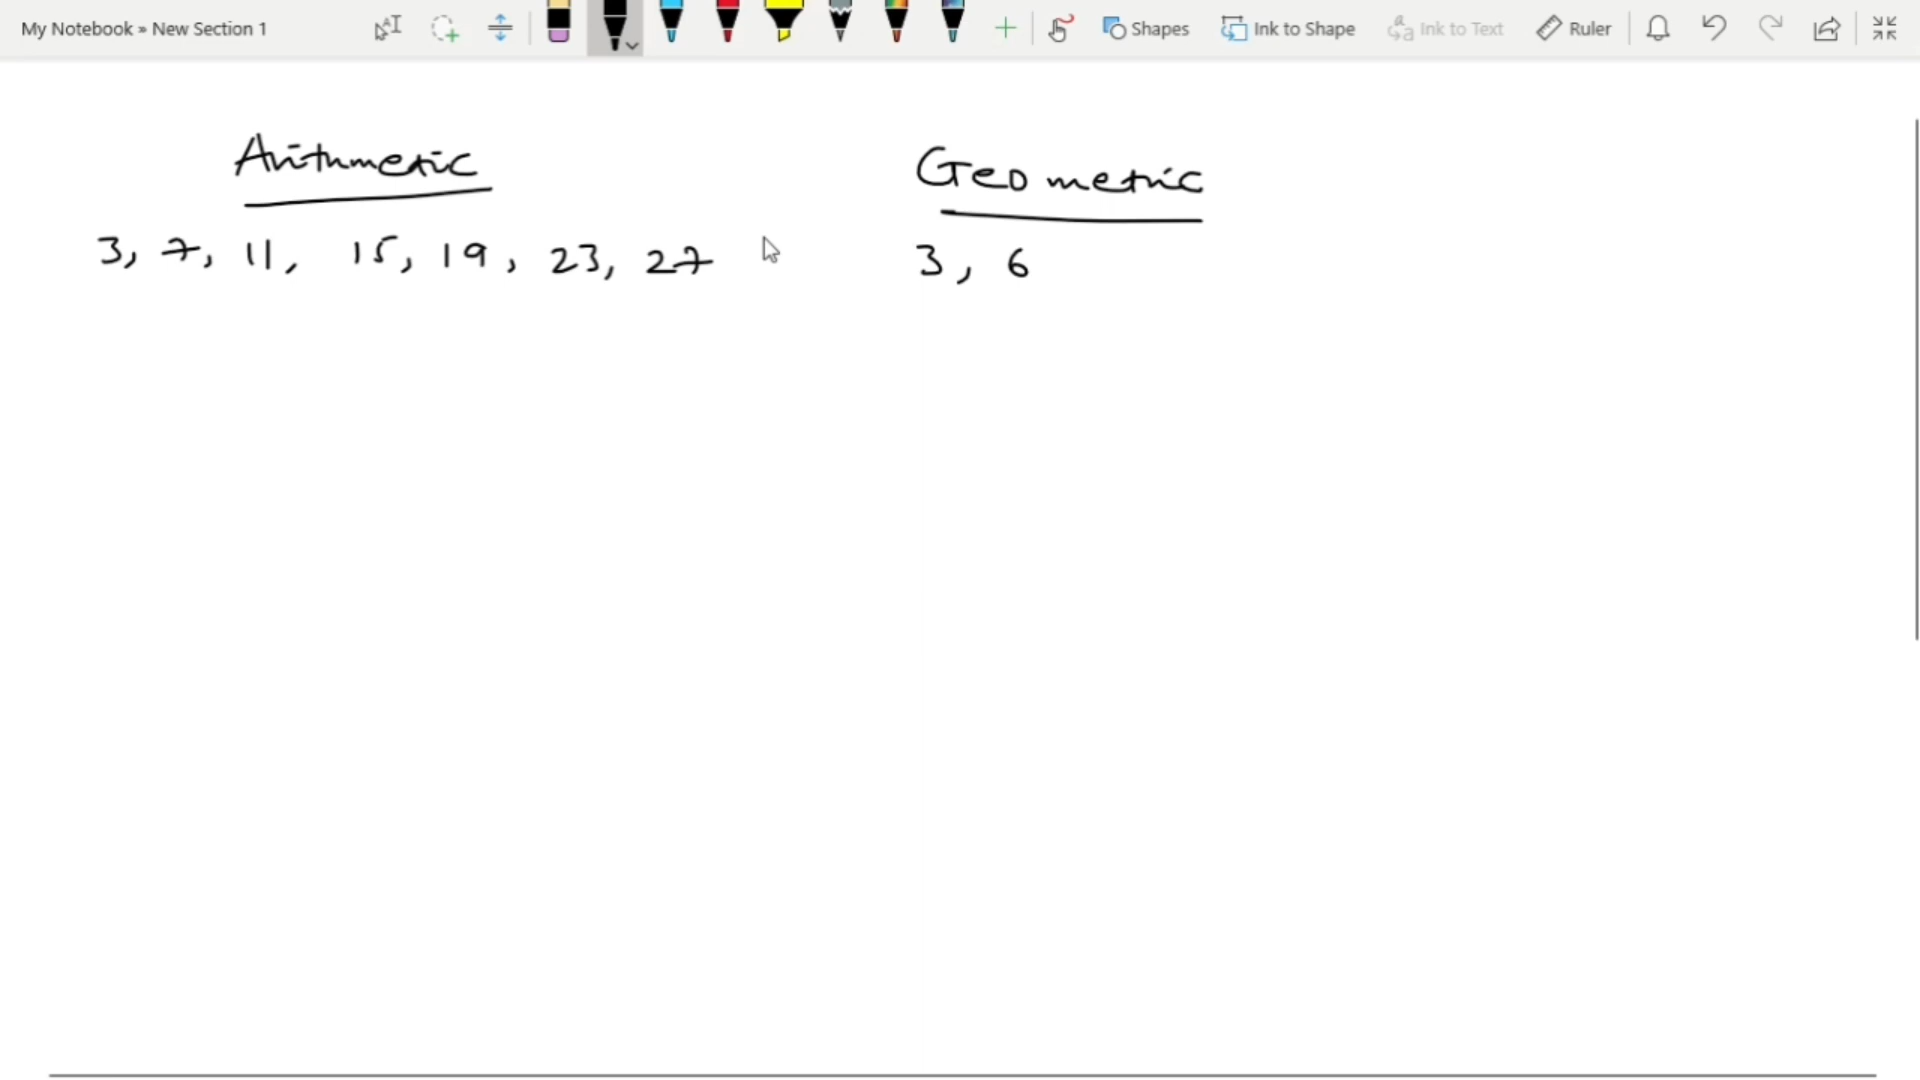 My Notebook » New Section 1 Shapes Ink to Shape Ink to Text Ruler
Arithmetic
Geometric
3, 7, 11, 15, 19, 23, 27
3, 6